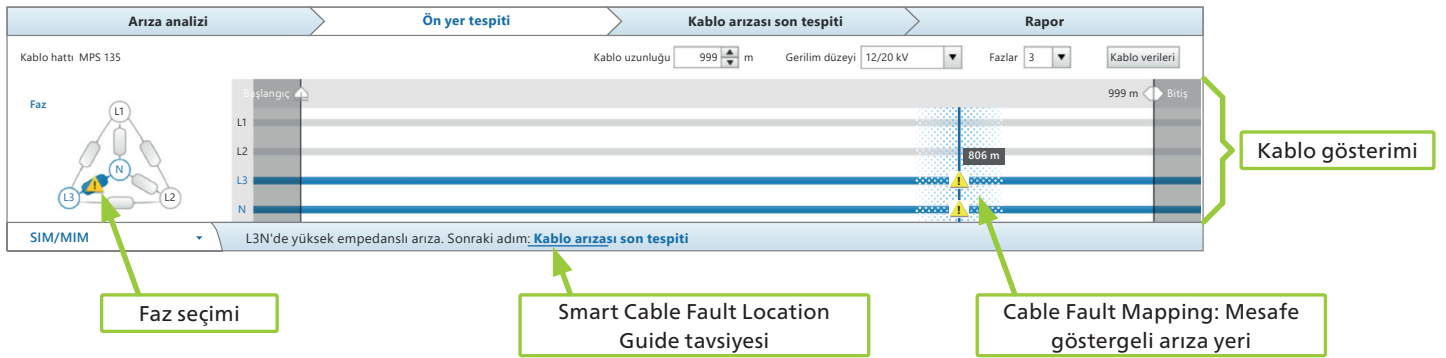 Arıza analizi
Ön yer tespiti
Kablo arızası son tespiti
Rapor
Kablo hattı MPS 135
Kablo uzunluğu 999 m
Gerilim düzeyi 12/20 kV
Fazlar 3
Kablo verileri
Faz
L1
N
L3
L2
Başlangıç
999 m
Bitiş
L1
L2
806 m
L3
N
SIM/MIM
L3N'de yüksek empedanslı arıza. Sonraki adım: Kablo arızası son tespiti
Kablo gösterimi
Faz seçimi
Smart Cable Fault Location
Guide tavsiyesi
Cable Fault Mapping: Mesafe
göstergeli arıza yeri